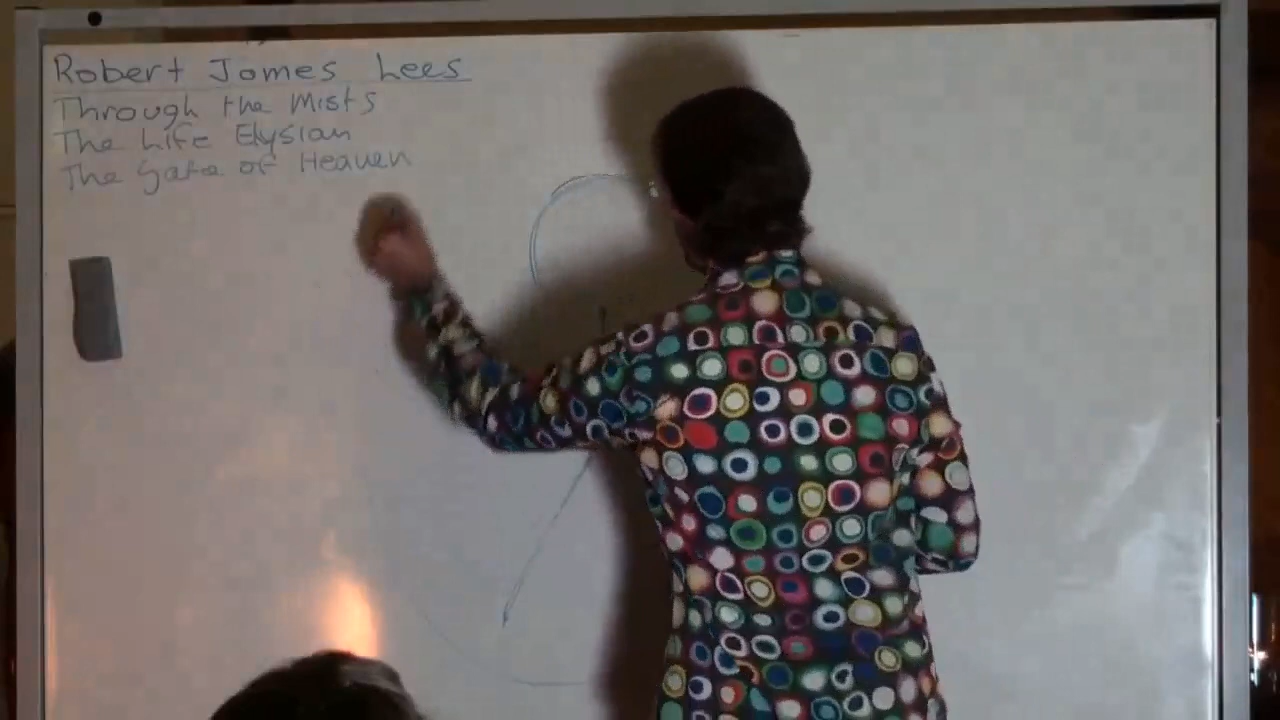 Robert James Lees
Through the Mists
The Life Elysian
The Gate of Heaven